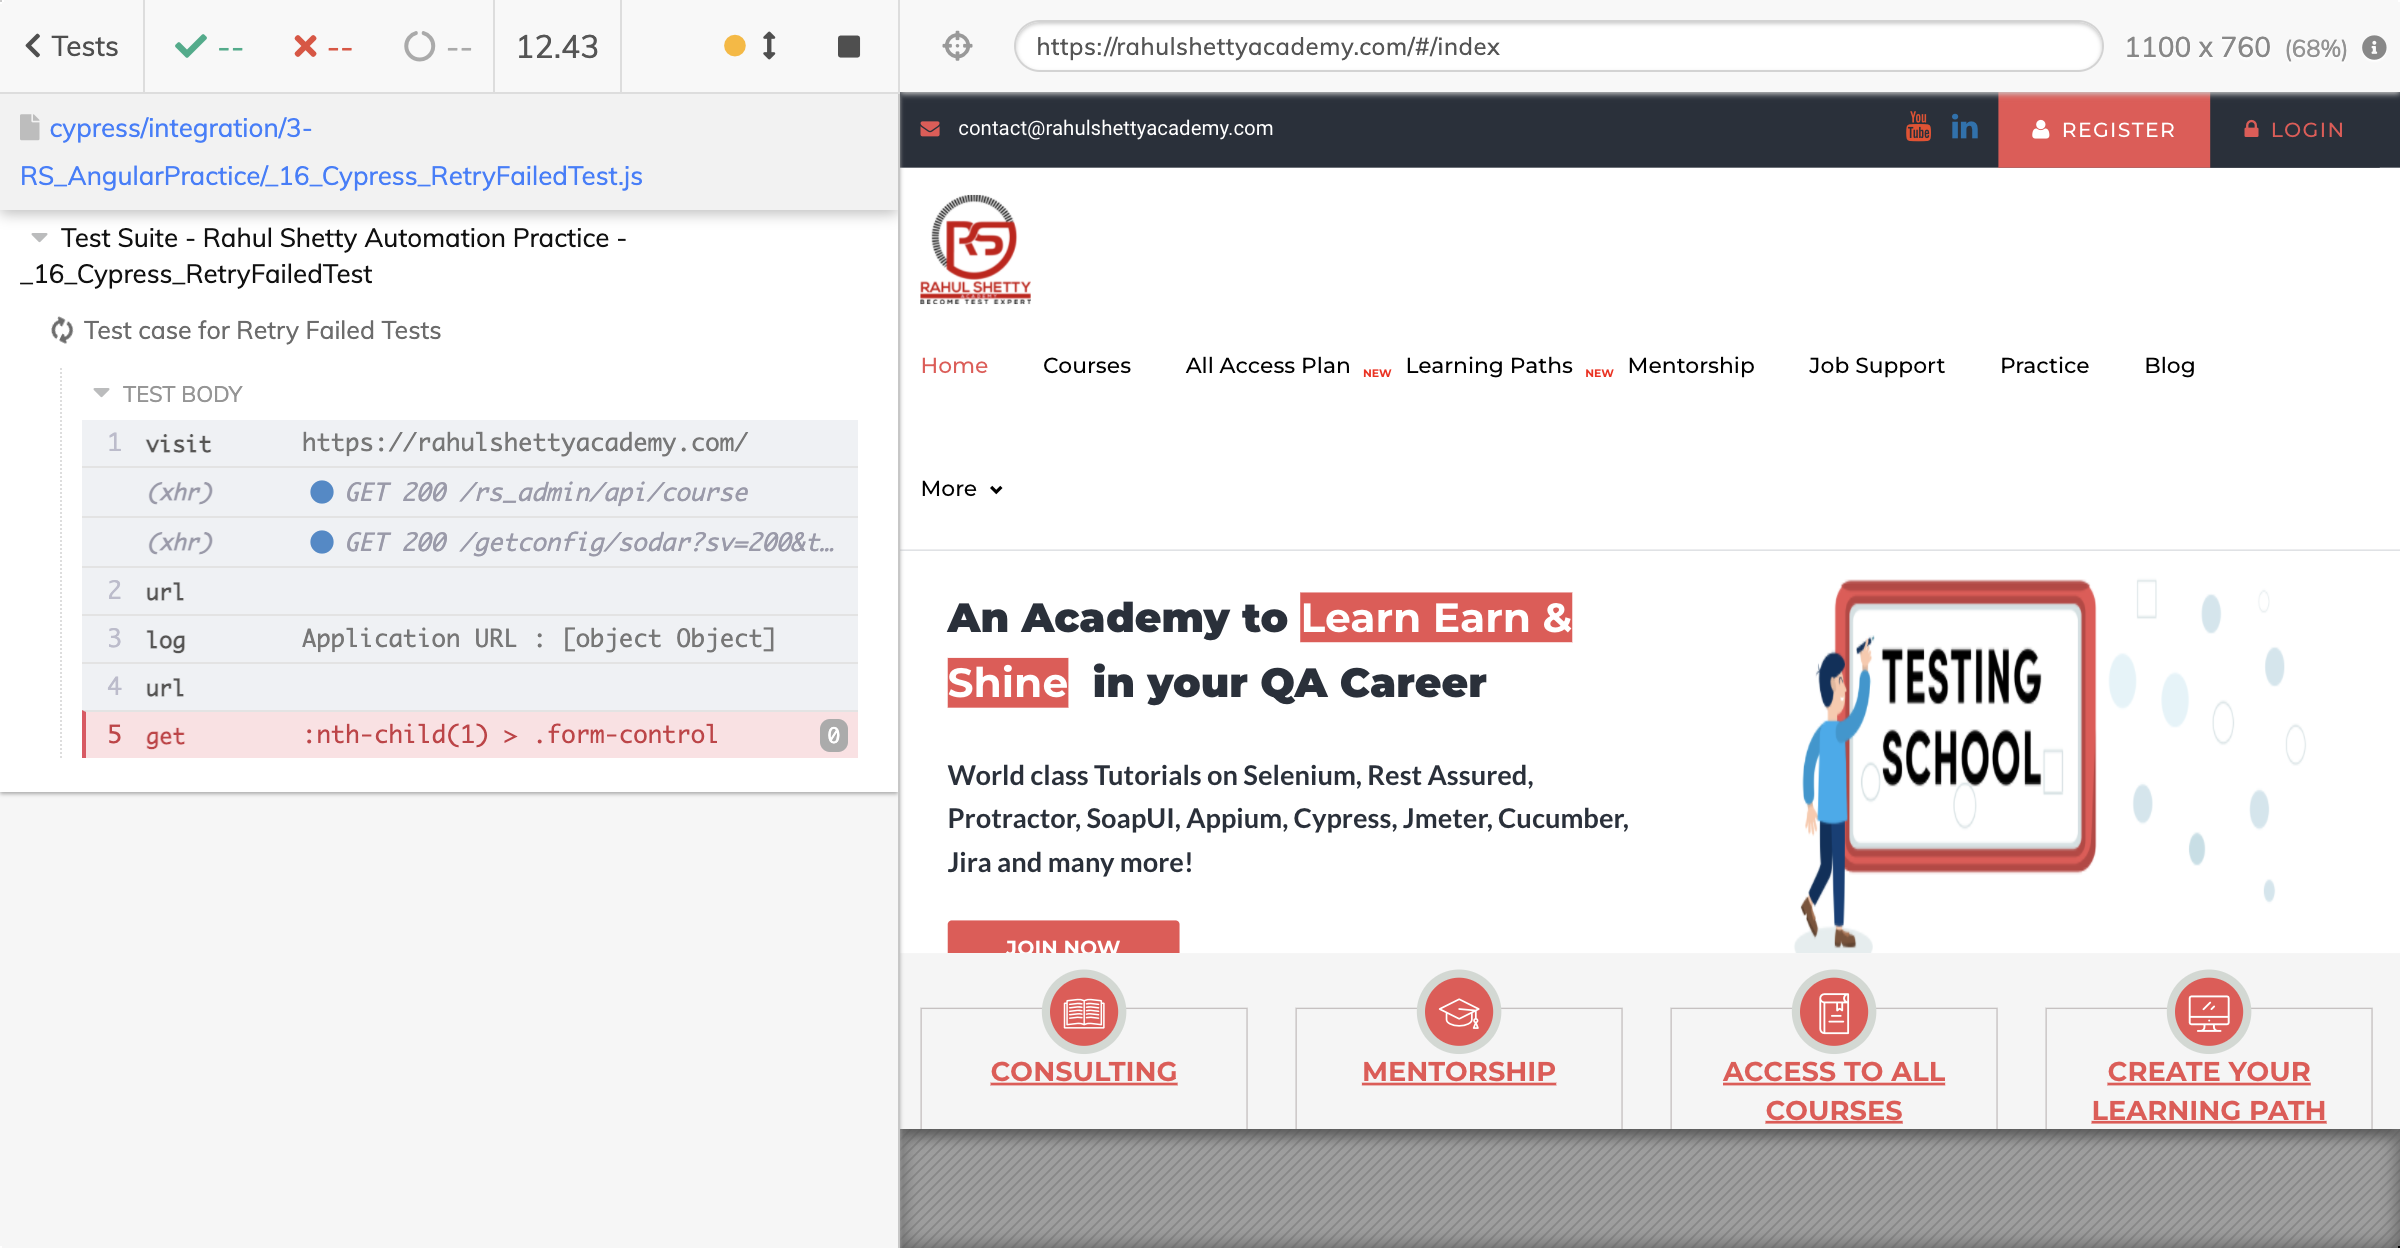 Tests
--
--
--
12.43
https://rahulshettyacademy.com/#/index
1100 x 760 (68%)
cypress/integration/3-
RS_AngularPractice/_16_Cypress_RetryFailedTest.js
Test Suite - Rahul Shetty Automation Practice -
_16_Cypress_RetryFailedTest
Test case for Retry Failed Tests
TEST BODY
1 visit https://rahulshettyacademy.com/
(xhr) GET 200 /rs_admin/api/course
(xhr) GET 200 /getconfig/sodar?sv=200&t...
2 url
3 log Application URL : [object Object]
4 url
5 get :nth-child(1) > .form-control 0
contact@rahulshettyacademy.com
You
Tube
in
REGISTER
LOGIN
RS
RAHUL SHETTY
ACADEMY
BECOME TEST EXPERT
Home Courses All Access Plan NEW Learning Paths NEW Mentorship Job Support Practice Blog
More
An Academy to Learn Earn &
Shine in your QA Career
World class Tutorials on Selenium, Rest Assured,
Protractor, SoapUI, Appium, Cypress, Jmeter, Cucumber,
Jira and many more!
JOIN NOW
TESTING
SCHOOL
CONSULTING
MENTORSHIP
ACCESS TO ALL
COURSES
CREATE YOUR
LEARNING PATH